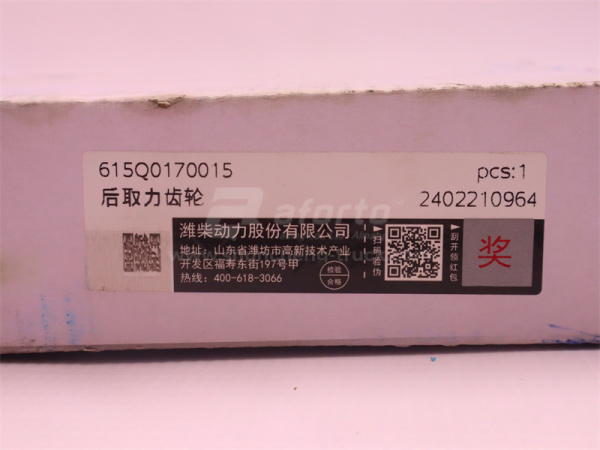 615Q0170015
pcs:1
后取力齿轮
2402210964
aforto
潍柴动力股份有限公司
地址：山东省潍坊市高新技术产业
开发区福寿东街197号甲
热线：400-618-3066
检验
合格
扫码验伪
刮开领红包
奖